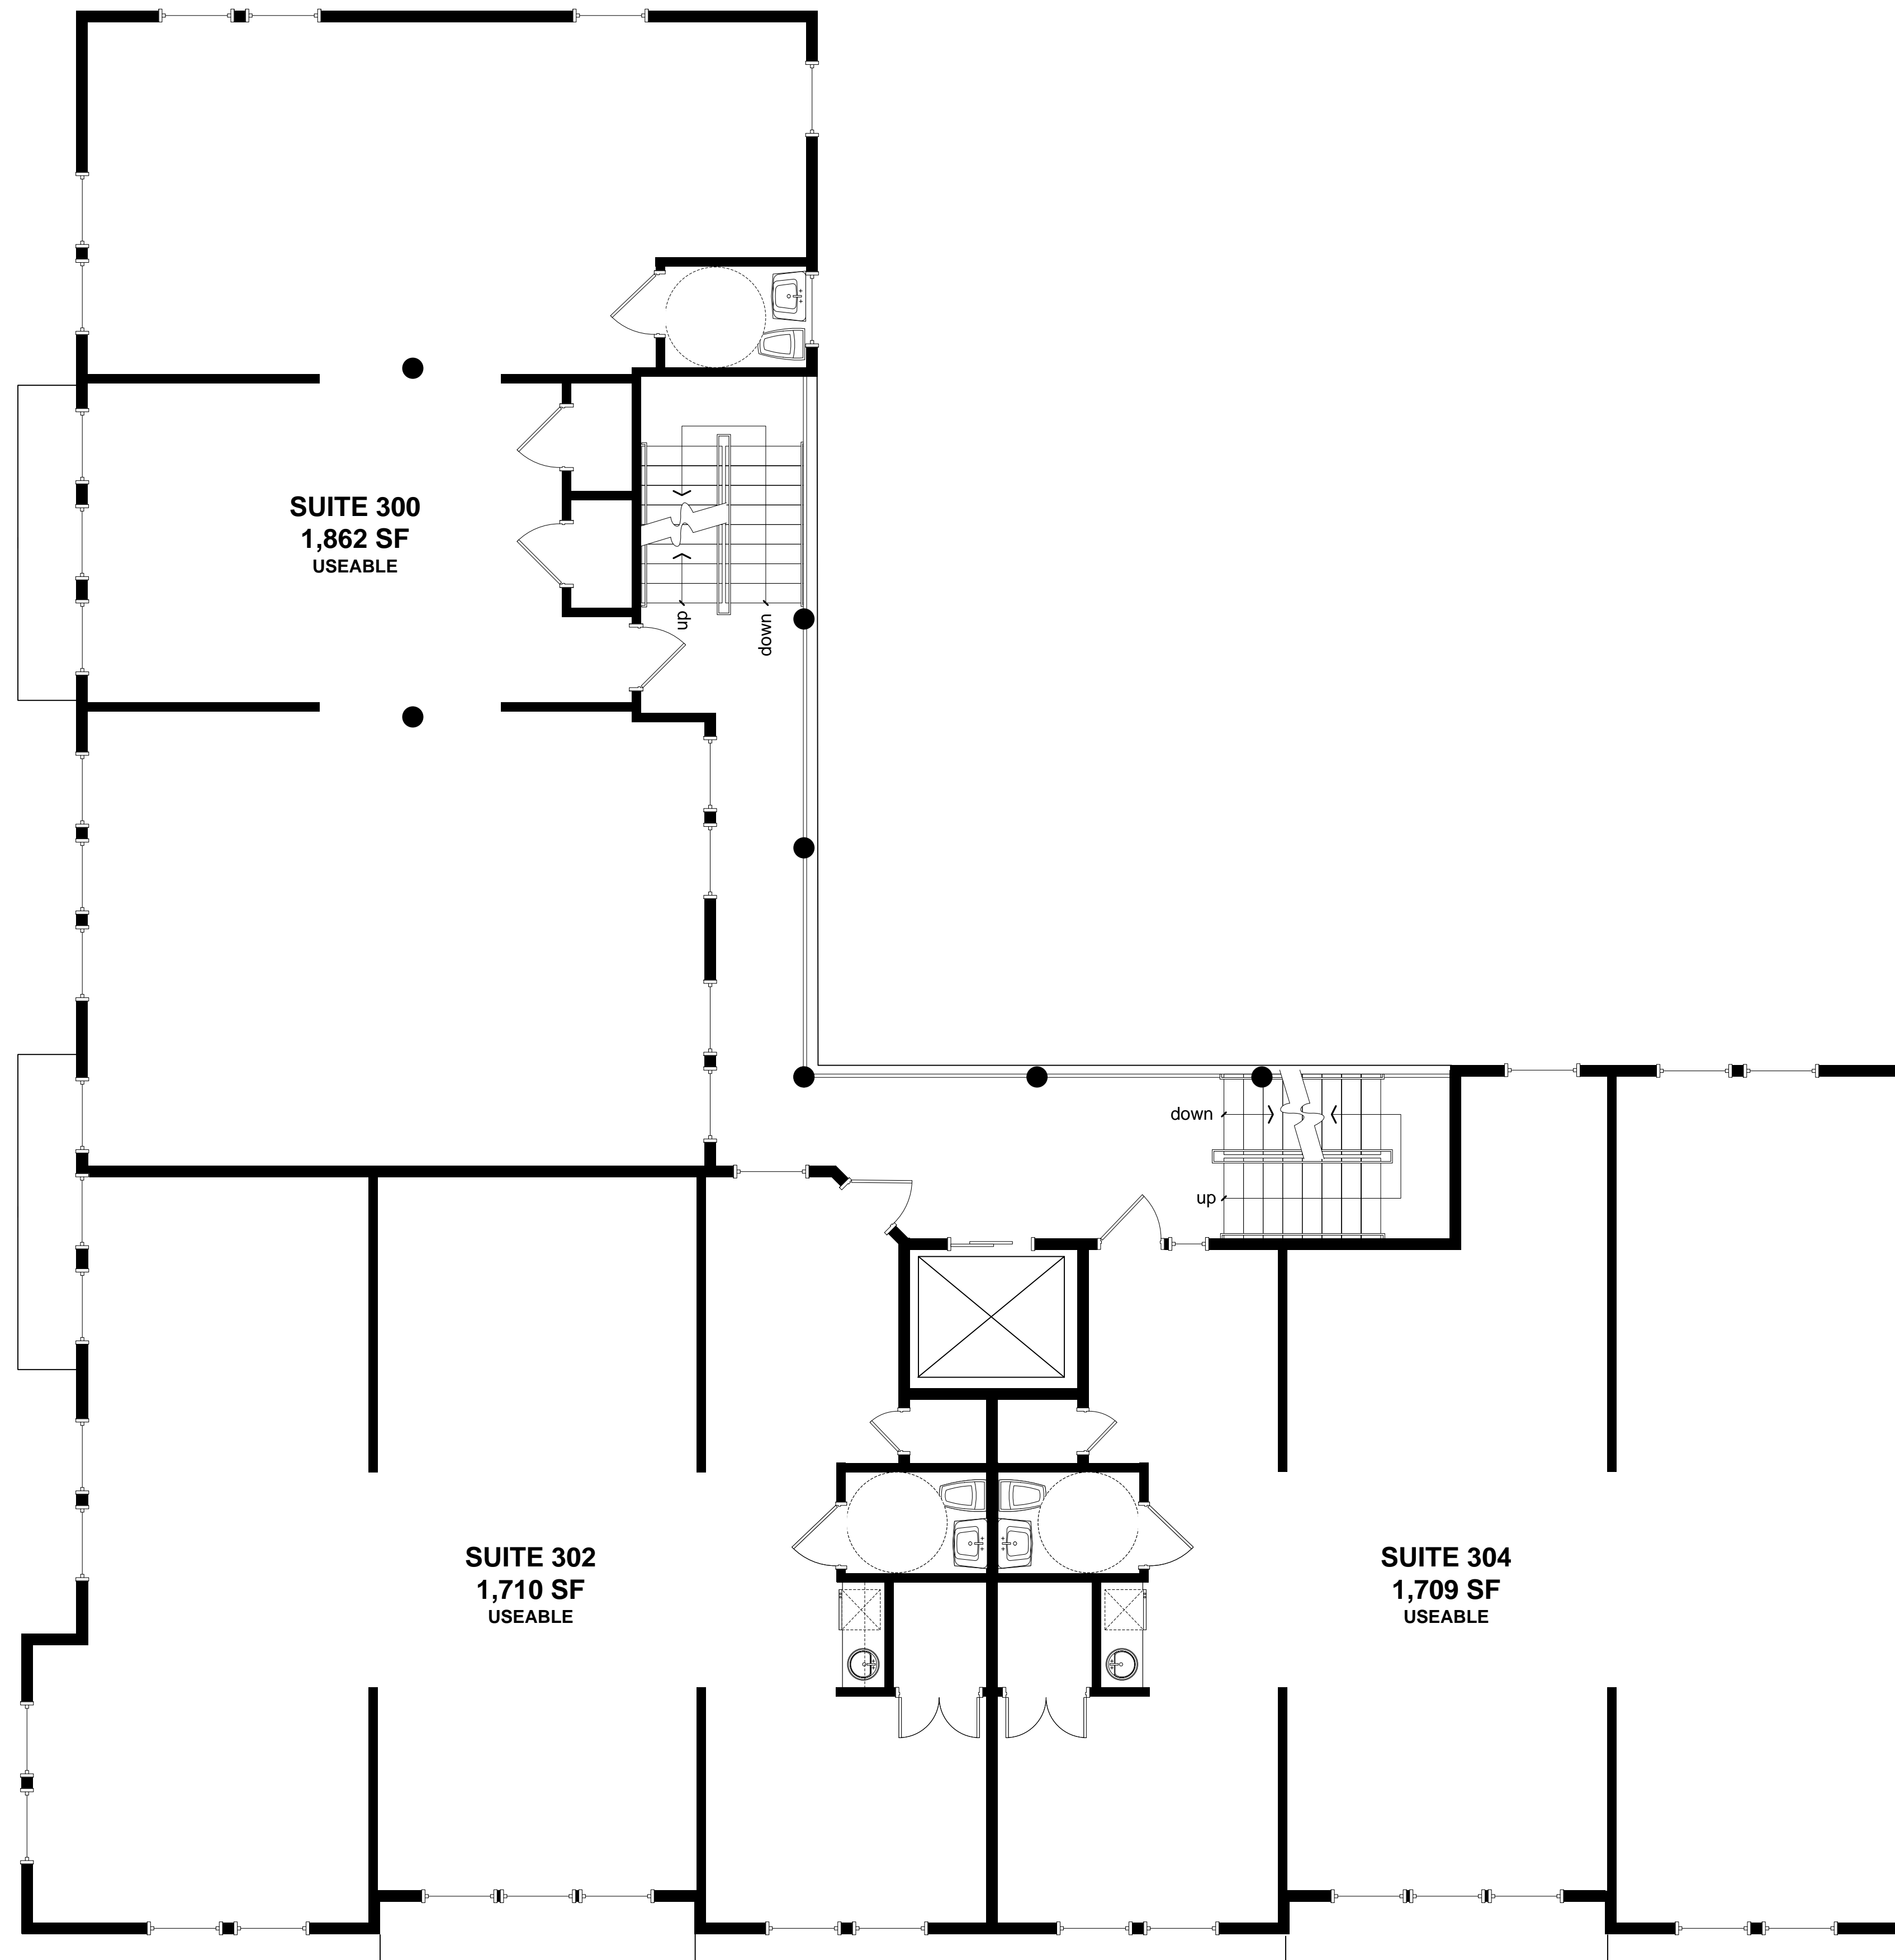 SUITE 300
1,862 SF
USEABLE
up
down
down
up
SUITE 302
1,710 SF
USEABLE
SUITE 304
1,709 SF
USEABLE